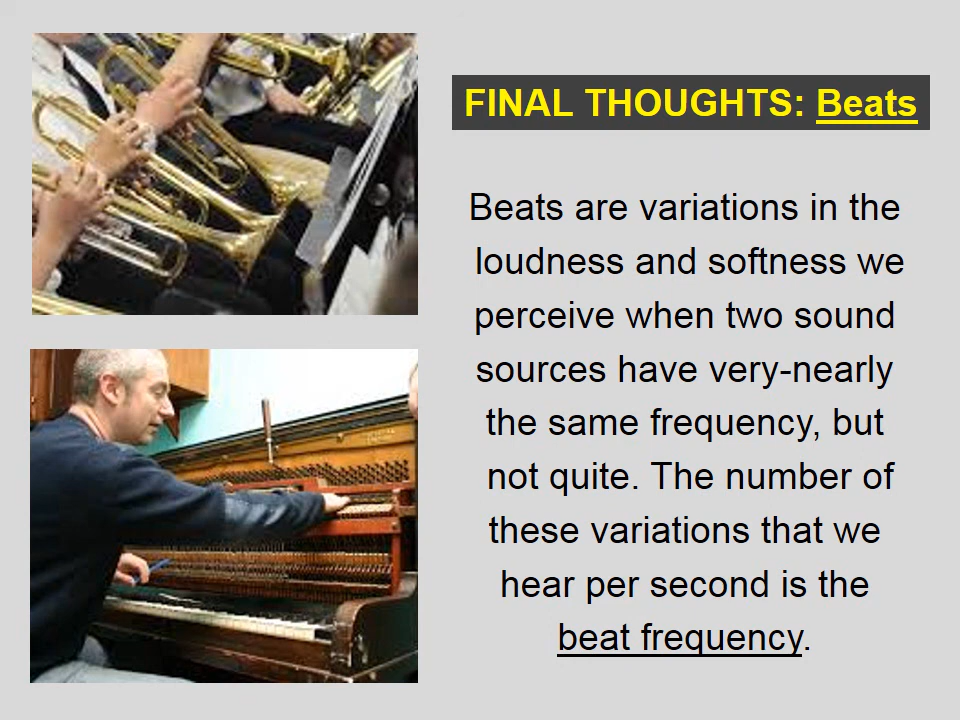 FINAL THOUGHTS: Beats
Beats are variations in the
loudness and softness we
perceive when two sound
sources have very-nearly
the same frequency, but
not quite. The number of
these variations that we
hear per second is the
beat frequency.